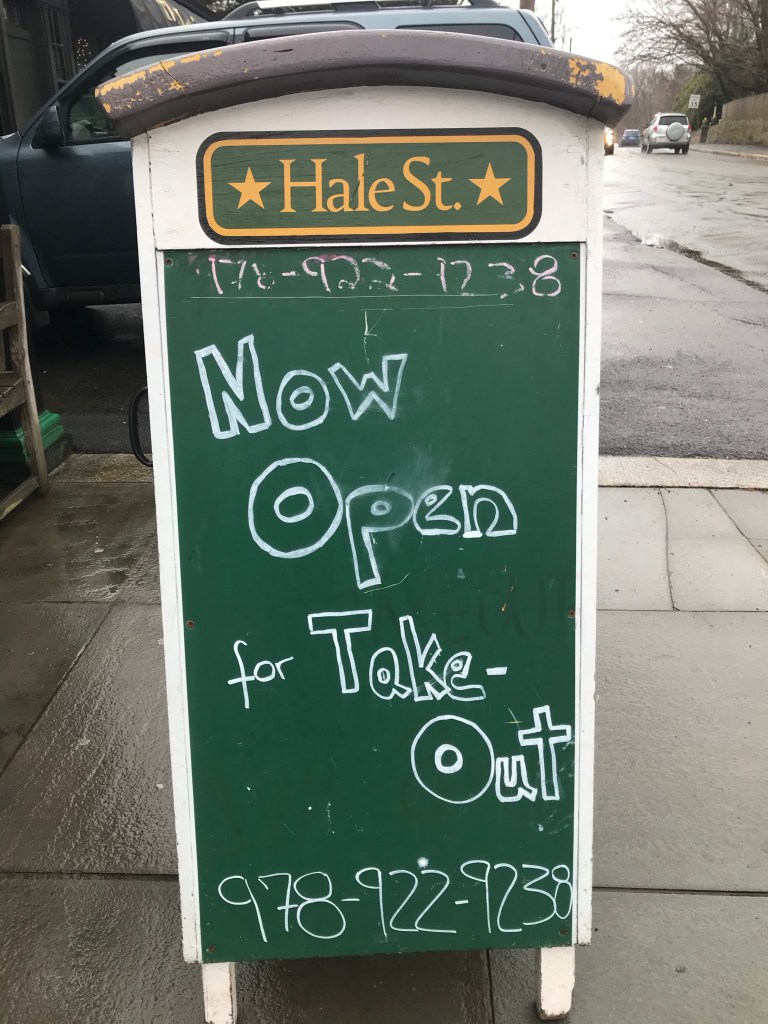 Hale St.
Now
Open
for Take-
Out
978-922-9238